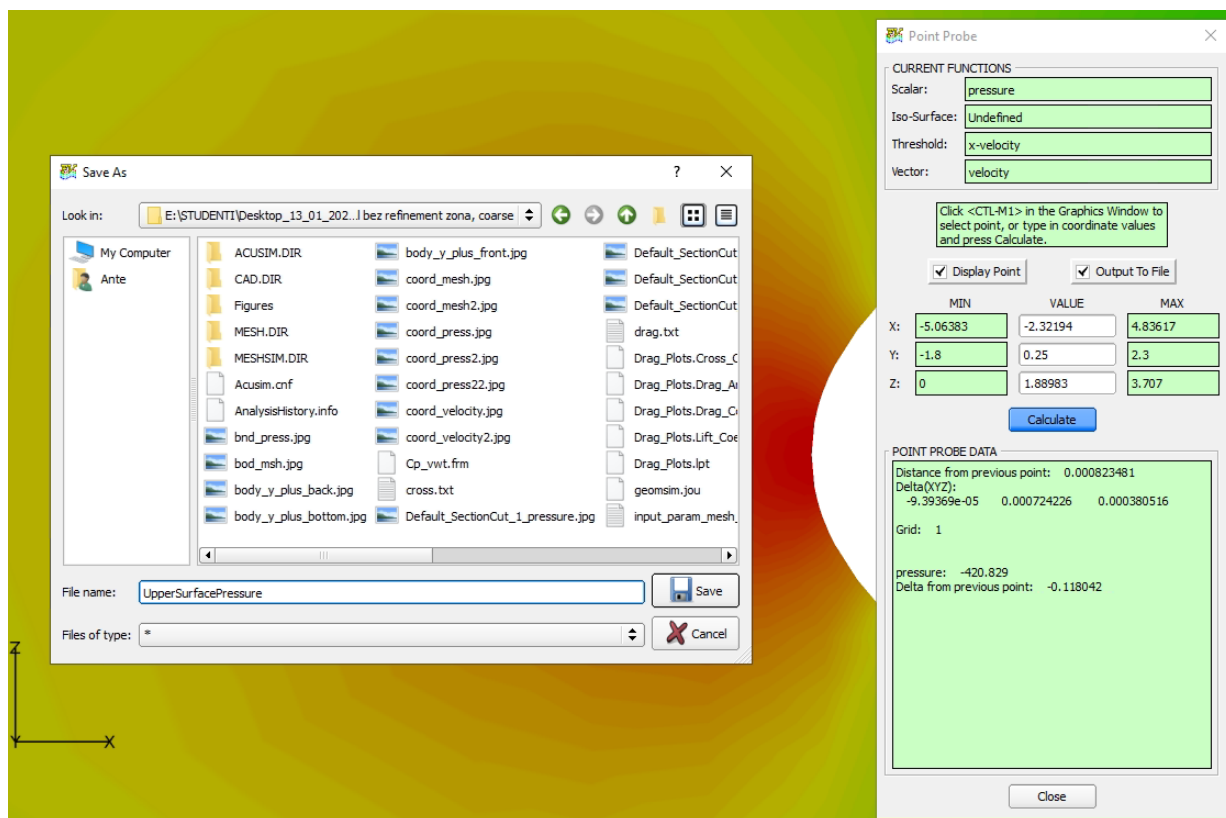 Point Probe
CURRENT FUNCTIONS
Scalar: pressure
Iso-Surface: Undefined
Threshold: x-velocity
Vector: velocity
Click <CTL-M1> in the Graphics Window to
select point, or type in coordinate values
and press Calculate.
Display Point Output To File
MIN VALUE MAX
X: -5.06383 -2.32194 4.83617
Y: -1.8 0.25 2.3
Z: 0 1.88983 3.707
Calculate
POINT PROBE DATA
Distance from previous point: 0.000823481
Delta(XYZ):
-9.39369e-05 0.000724226 0.000380516
Grid: 1
pressure: -420.829
Delta from previous point: -0.118042
Close
Save As
Look in: E:\STUDENTI\Desktop_13_01_202...l bez refinement zona, coarse
My Computer
Ante
ACUSIM.DIR
CAD.DIR
Figures
MESH.DIR
MESHSIM.DIR
Acusim.cnf
AnalysisHistory.info
bnd_press.jpg
bod_msh.jpg
body_y_plus_back.jpg
body_y_plus_bottom.jpg
body_y_plus_front.jpg
coord_mesh.jpg
coord_mesh2.jpg
coord_press.jpg
coord_press2.jpg
coord_press22.jpg
coord_velocity.jpg
coord_velocity2.jpg
Cp_vwt.frm
cross.txt
Default_SectionCut_1_pressure.jpg
Default_SectionCut
Default_SectionCut
Default_SectionCut
drag.txt
Drag_Plots.Cross_C
Drag_Plots.Drag_Ar
Drag_Plots.Drag_Co
Drag_Plots.Lift_Coe
Drag_Plots.lpt
geomsim.jou
input_param_mesh_
File name: UpperSurfacePressure Save
Files of type: * Cancel
Z
Y X